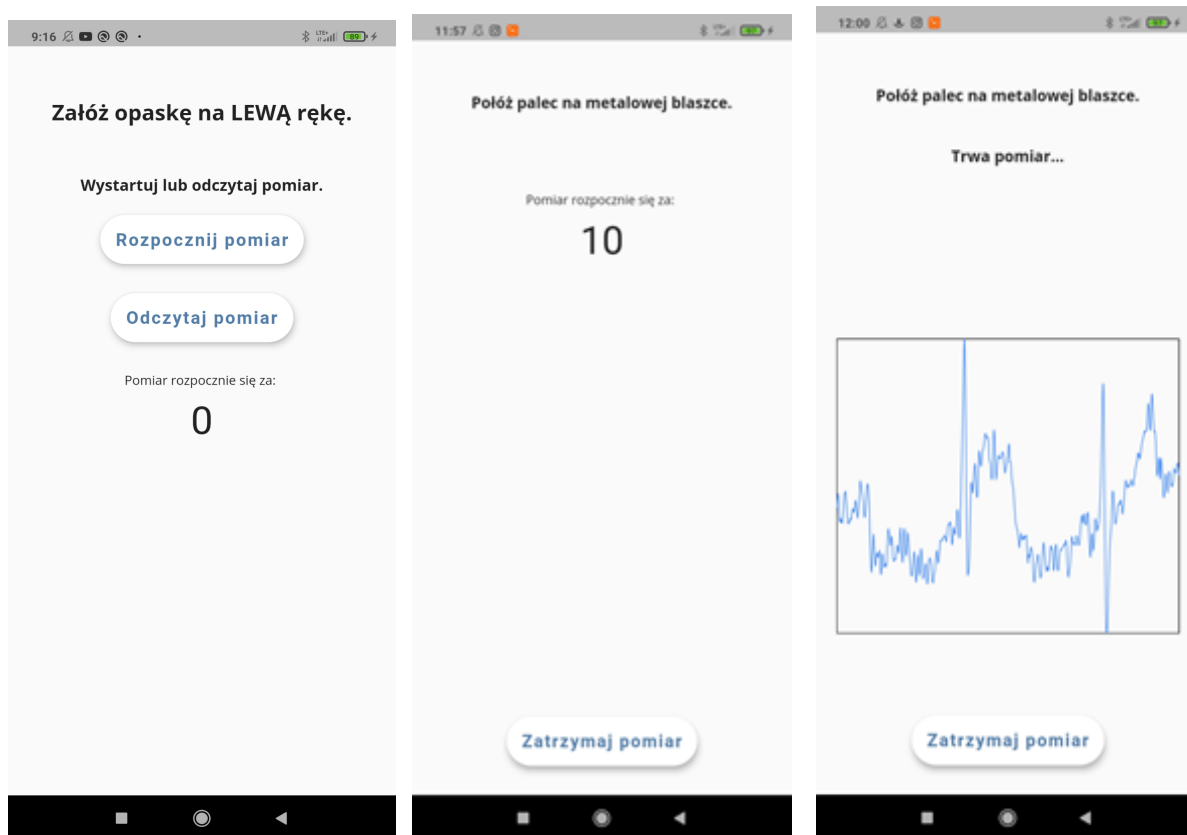 9:16
LTE+
89
Załóż opaskę na LEWĄ rękę.
Wystartuj lub odczytaj pomiar.
Rozpocznij pomiar
Odczytaj pomiar
Pomiar rozpocznie się za:
0
11:57
Połóż palec na metalowej blaszce.
Pomiar rozpocznie się za:
10
Zatrzymaj pomiar
12:00
Połóż palec na metalowej blaszce.
Trwa pomiar...
Zatrzymaj pomiar